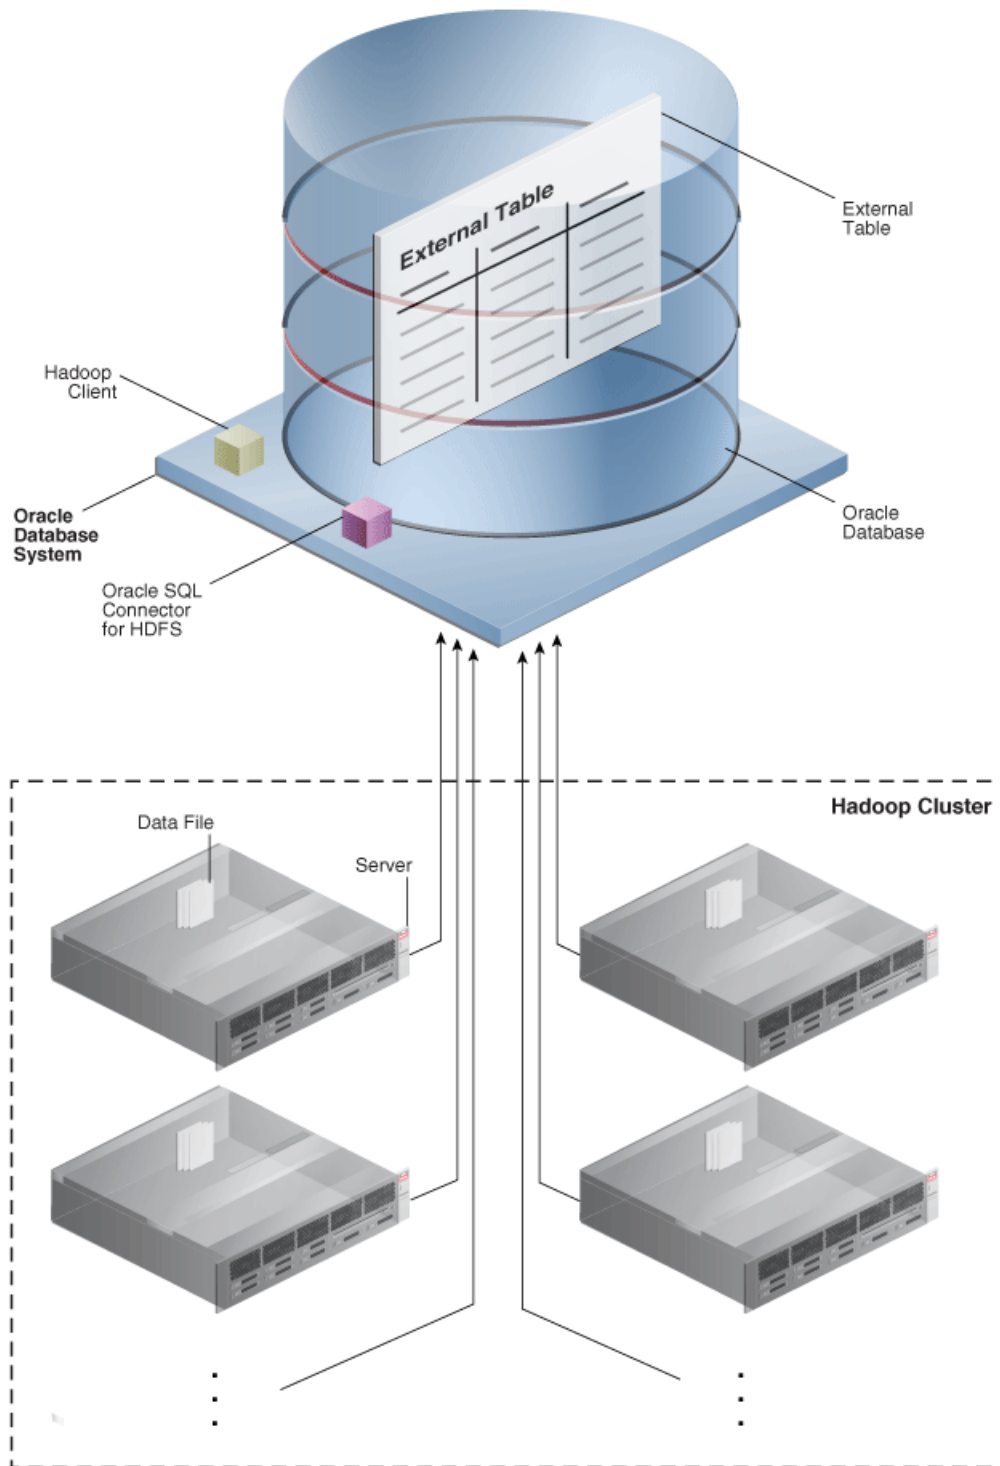 External Table
External
Table
Hadoop
Client
Oracle
Database
System
Oracle
Database
Oracle SQL
Connector
for HDFS
Hadoop Cluster
Data File
Server